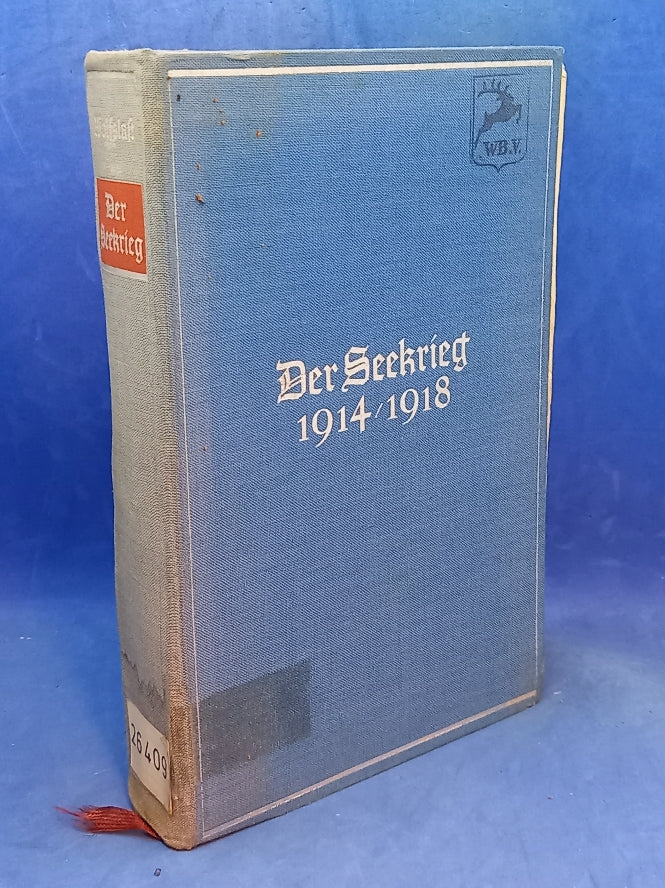 Der
Seekrieg
26409
W.B.V.
Der Seekrieg
1914/1918